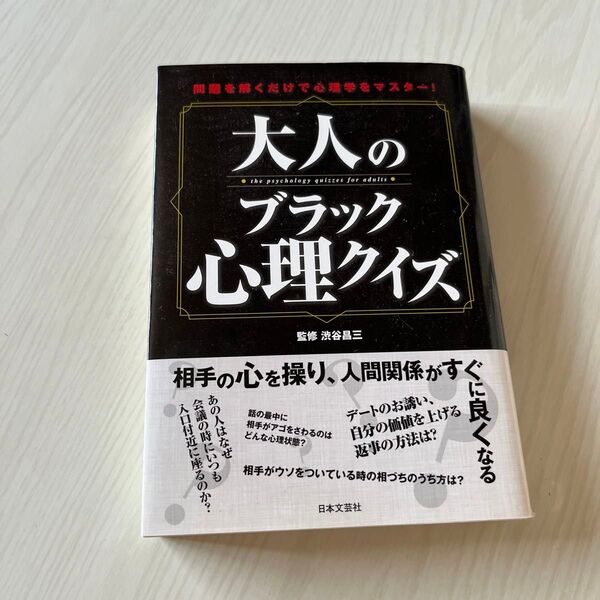 問題を解くだけで心理学をマスター!
大人の
the psychology quizzes for adults
ブラック
心理クイズ
監修 渋谷昌三
相手の心を操り、人間関係がすぐに良くなる
あの人はなぜ
会議の時にいつも
入口付近に座るのか?
話の最中に
相手がアゴをさわるのは
どんな心理状態?
デートのお誘い、
自分の価値を上げる
返事の方法は?
相手がウソをついている時の相づちのうち方は?
日本文芸社